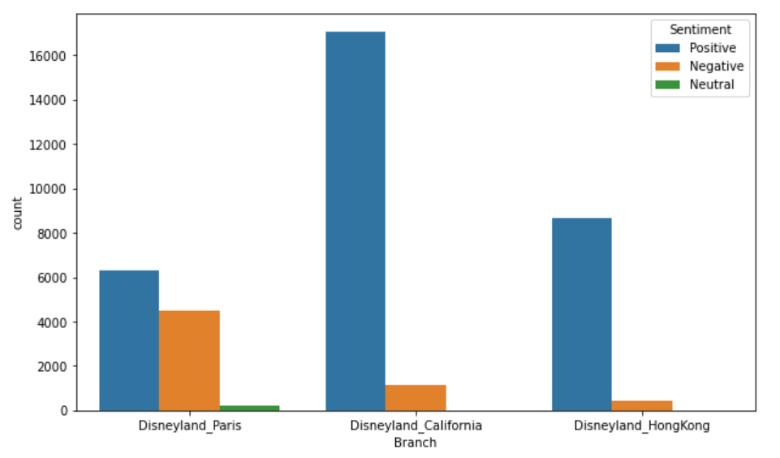 Sentiment
Positive
Negative
Neutral
16000
14000
12000
10000
8000
6000
4000
2000
0
count
Disneyland_Paris Disneyland_California Disneyland_HongKong
Branch